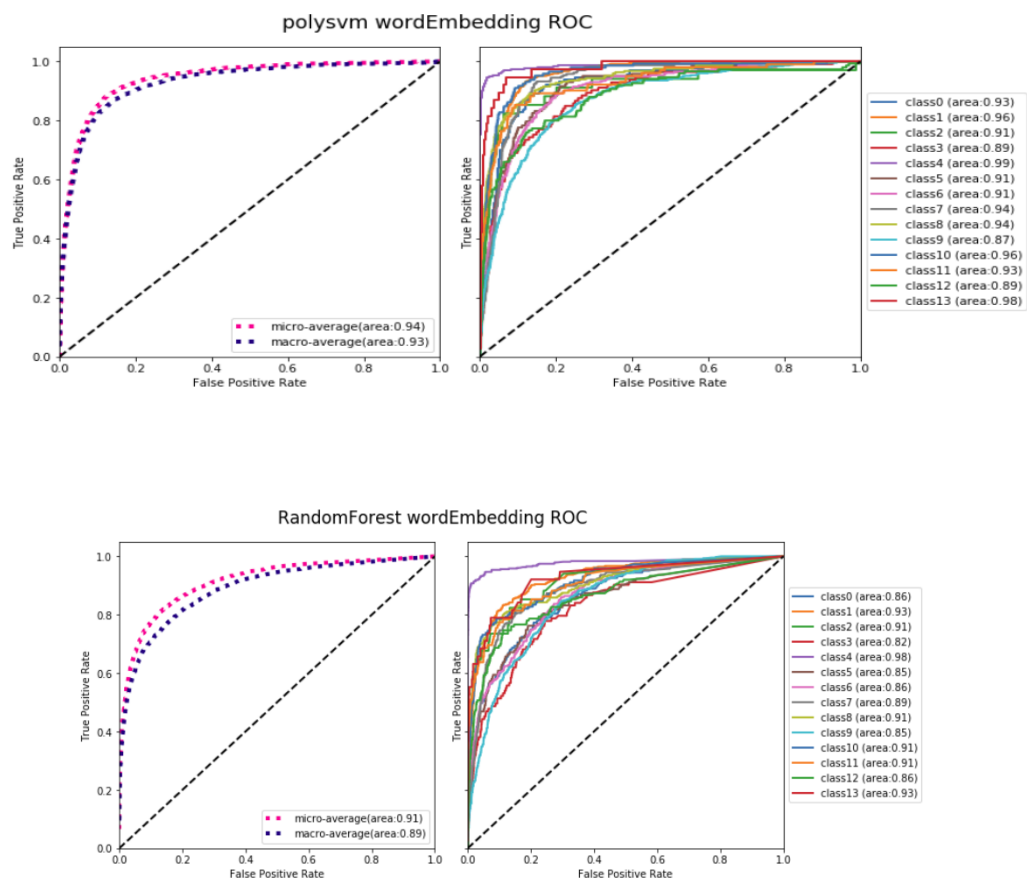 polysvm wordEmbedding ROC
1.0
0.8
0.6
0.4
0.2
0.0
True Positive Rate
micro-average(area:0.94)
macro-average(area:0.93)
0.0 0.2 0.4 0.6 0.8 1.0
False Positive Rate
True Positive Rate
0.0 0.2 0.4 0.6 0.8 1.0
False Positive Rate
class0 (area:0.93)
class1 (area:0.96)
class2 (area:0.91)
class3 (area:0.89)
class4 (area:0.99)
class5 (area:0.91)
class6 (area:0.91)
class7 (area:0.94)
class8 (area:0.94)
class9 (area:0.87)
class10 (area:0.96)
class11 (area:0.93)
class12 (area:0.89)
class13 (area:0.98)
RandomForest wordEmbedding ROC
1.0
0.8
0.6
0.4
0.2
0.0
True Positive Rate
micro-average(area:0.91)
macro-average(area:0.89)
0.0 0.2 0.4 0.6 0.8 1.0
False Positive Rate
True Positive Rate
0.0 0.2 0.4 0.6 0.8 1.0
False Positive Rate
class0 (area:0.86)
class1 (area:0.93)
class2 (area:0.91)
class3 (area:0.82)
class4 (area:0.98)
class5 (area:0.85)
class6 (area:0.86)
class7 (area:0.89)
class8 (area:0.91)
class9 (area:0.85)
class10 (area:0.91)
class11 (area:0.91)
class12 (area:0.86)
class13 (area:0.93)